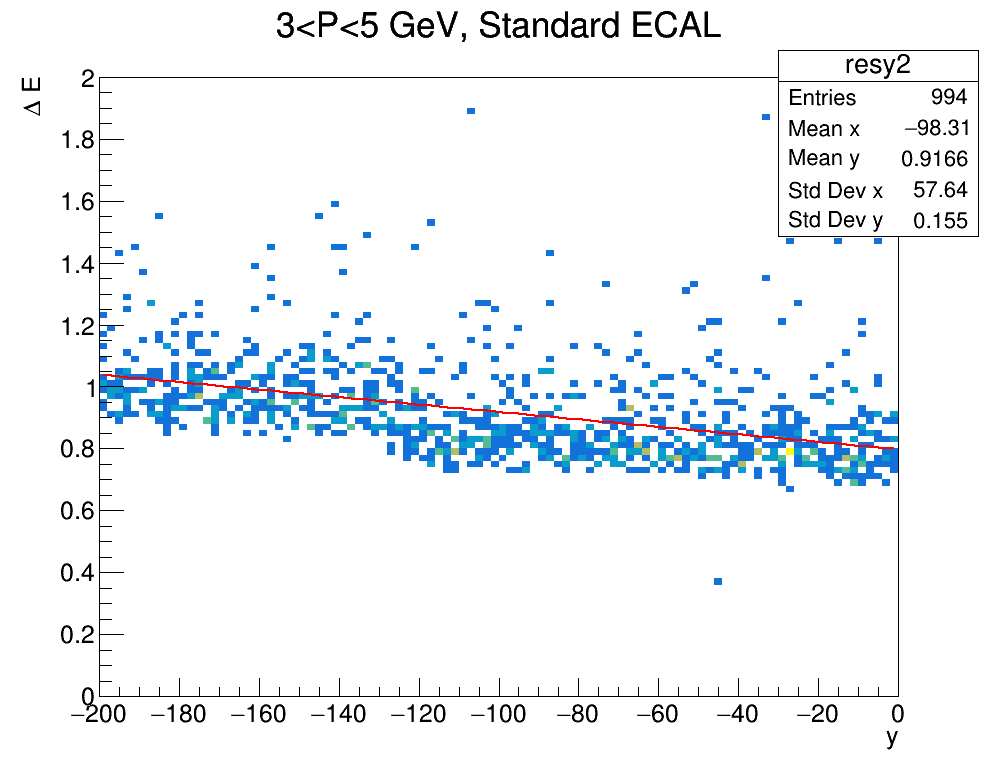 3<P<5 GeV, Standard ECAL
resy2
Entries 994
Mean x −98.31
Mean y 0.9166
Std Dev x 57.64
Std Dev y 0.155
Δ E
2
1.8
1.6
1.4
1.2
1
0.8
0.6
0.4
0.2
0
−200 −180 −160 −140 −120 −100 −80 −60 −40 −20 0
y